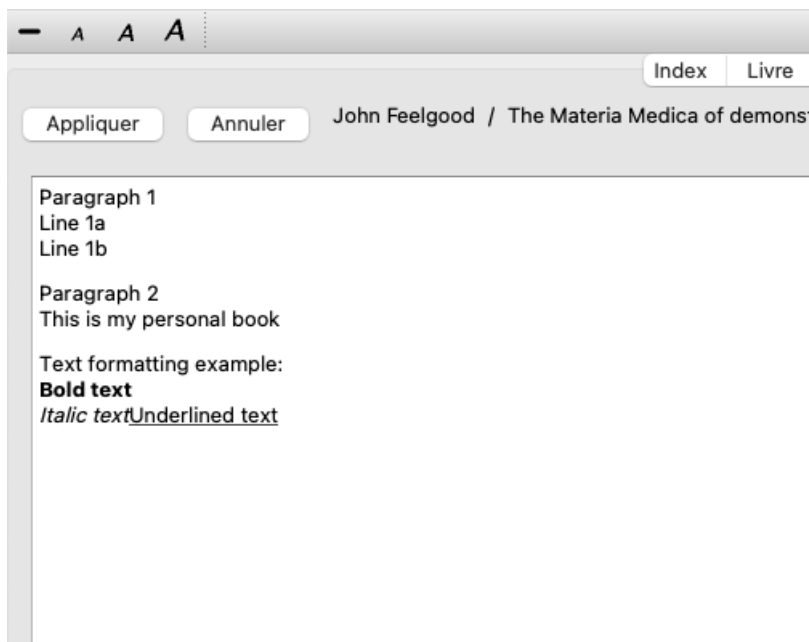 A A A
Index Livre
Appliquer Annuler John Feelgood / The Materia Medica of
Paragraph 1
Line 1a
Line 1b
Paragraph 2
This is my personal book
Text formatting example:
Bold text
Italic textUnderlined text